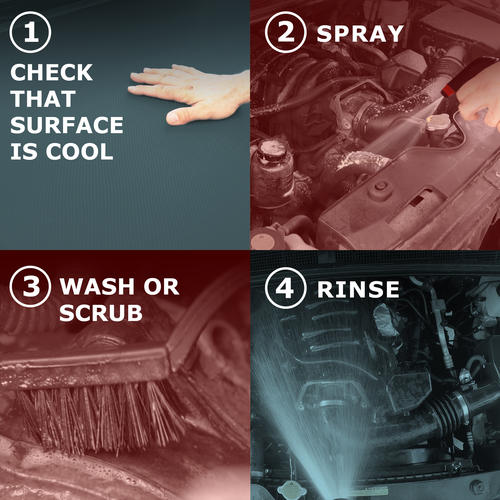 1
CHECK
THAT
SURFACE
IS COOL
2 SPRAY
3 WASH OR
SCRUB
4 RINSE